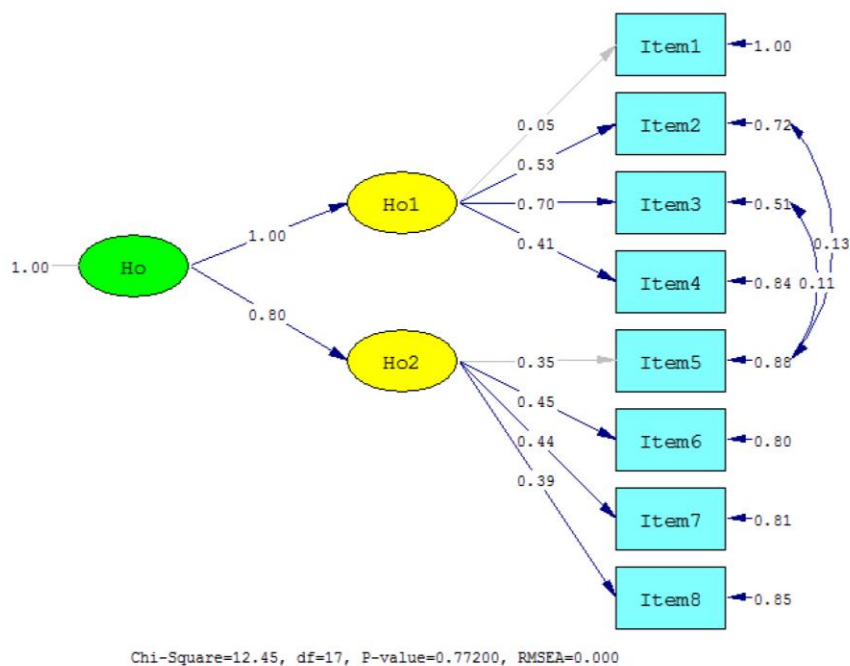 Item1
1.00
0.05
Item2
0.72
0.53
Ho1
0.70
Item3
0.51
1.00
0.41
0.13
Ho
1.00
Item4
0.84
0.11
0.80
Ho2
0.35
Item5
0.88
0.45
Item6
0.80
0.44
0.39
Item7
0.81
Item8
0.85
Chi-Square=12.45, df=17, P-value=0.77200, RMSEA=0.000